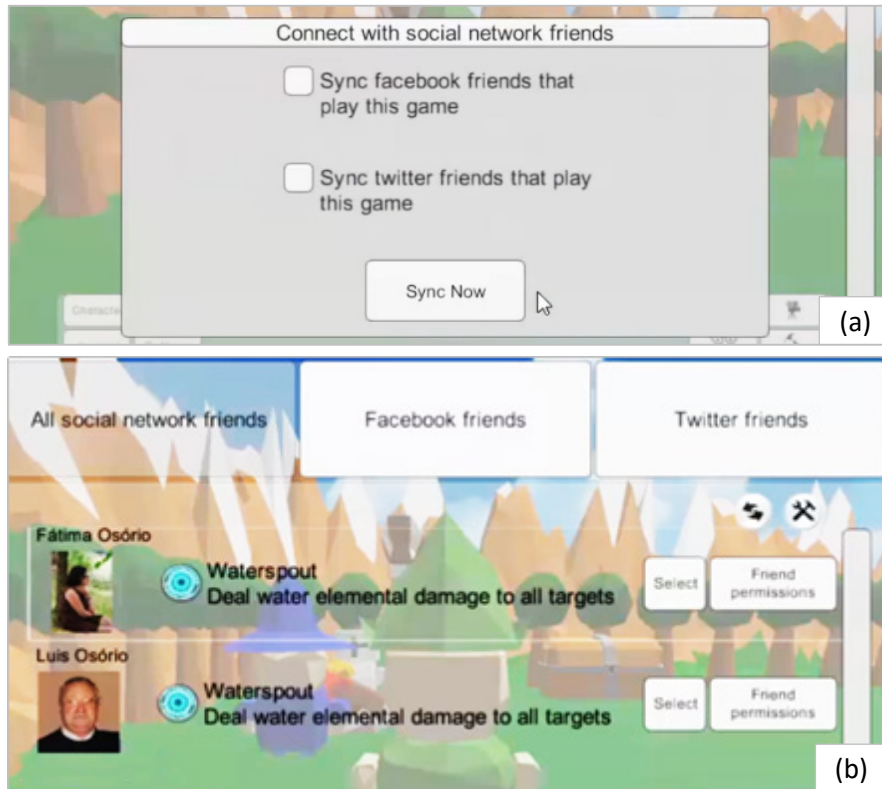 Connect with social network friends
Sync facebook friends that
play this game
Sync twitter friends that play
this game
Sync Now
Characte
(a)
All social network friends
Facebook friends
Twitter friends
Fátima Osório
Waterspout
Deal water elemental damage to all targets
Select
Friend
permissions
Luis Osório
Waterspout
Deal water elemental damage to all targets
Select
Friend
permissions
(b)